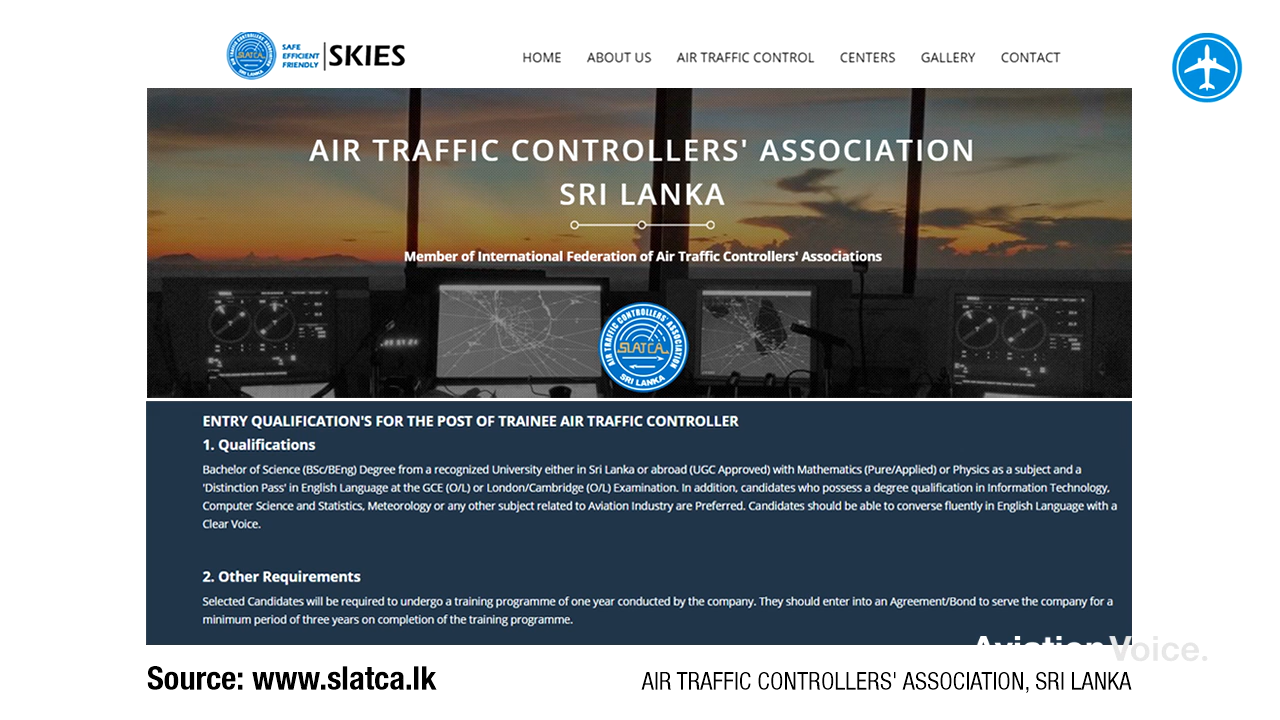 SAFE
EFFICIENT
FRIENDLY
SKIES
HOME ABOUT US AIR TRAFFIC CONTROL CENTERS GALLERY CONTACT
AIR TRAFFIC CONTROLLERS' ASSOCIATION
SRI LANKA
Member of International Federation of Air Traffic Controllers' Associations
AIR TRAFFIC CONTROLLERS' ASSOCIATION
SLATCA
SRI LANKA
ENTRY QUALIFICATION'S FOR THE POST OF TRAINEE AIR TRAFFIC CONTROLLER
1. Qualifications
Bachelor of Science (BSc/BEng) Degree from a recognized University either in Sri Lanka or abroad (UGC Approved) with Mathematics (Pure/Applied) or Physics as a subject and a
'Distinction Pass' in English Language at the GCE (O/L) or London/Cambridge (O/L) Examination. In addition, candidates who possess a degree qualification in Information Technology,
Computer Science and Statistics, Meteorology or any other subject related to Aviation Industry are Preferred. Candidates should be able to converse fluently in English Language with a
Clear Voice.
2. Other Requirements
Selected Candidates will be required to undergo a training programme of one year conducted by the company. They should enter into an Agreement/Bond to serve the company for a
minimum period of three years on completion of the training programme.
Aviation Voice.
Source: www.slatca.lk
AIR TRAFFIC CONTROLLERS' ASSOCIATION, SRI LANKA